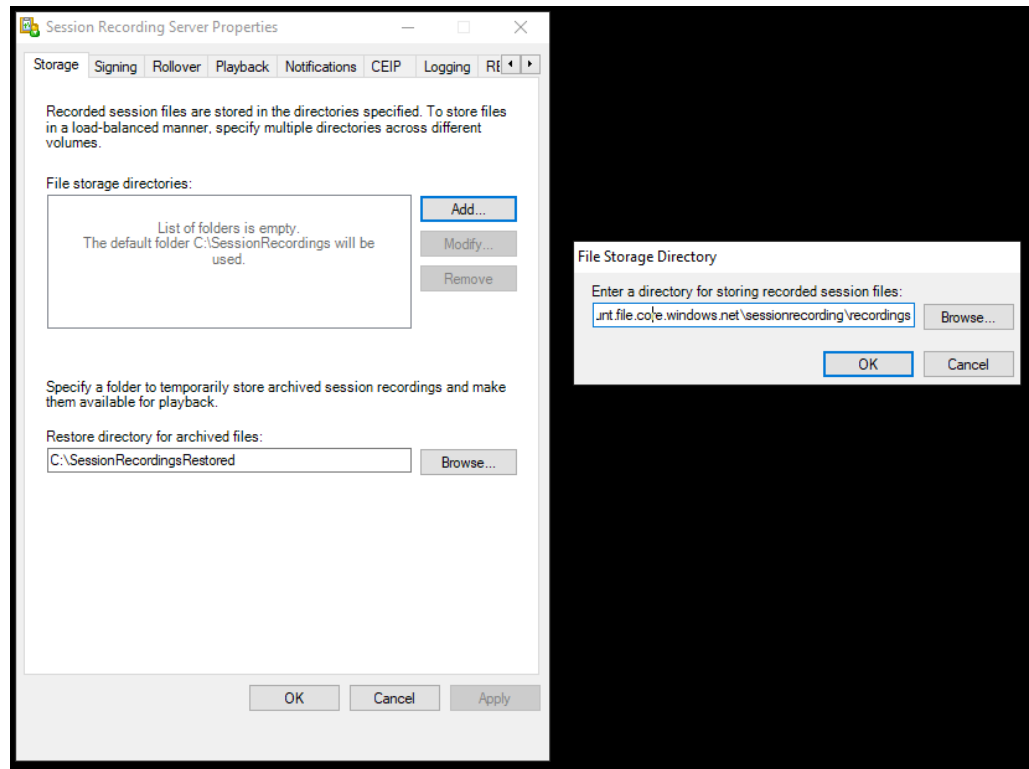 Session Recording Server Properties
Storage Signing Rollover Playback Notifications CEIP Logging
Recorded session files are stored in the directories specified. To store files
in a load-balanced manner, specify multiple directories across different
volumes.
File storage directories:
List of folders is empty.
The default folder C:\SessionRecordings will be
used.
Add...
Modify...
Remove
Specify a folder to temporarily store archived session recordings and make
them available for playback.
Restore directory for archived files:
C:\SessionRecordingsRestored
Browse...
OK Cancel Apply
File Storage Directory
Enter a directory for storing recorded session files:
unt.file.core.windows.net\sessionrecording\recordings
Browse...
OK Cancel